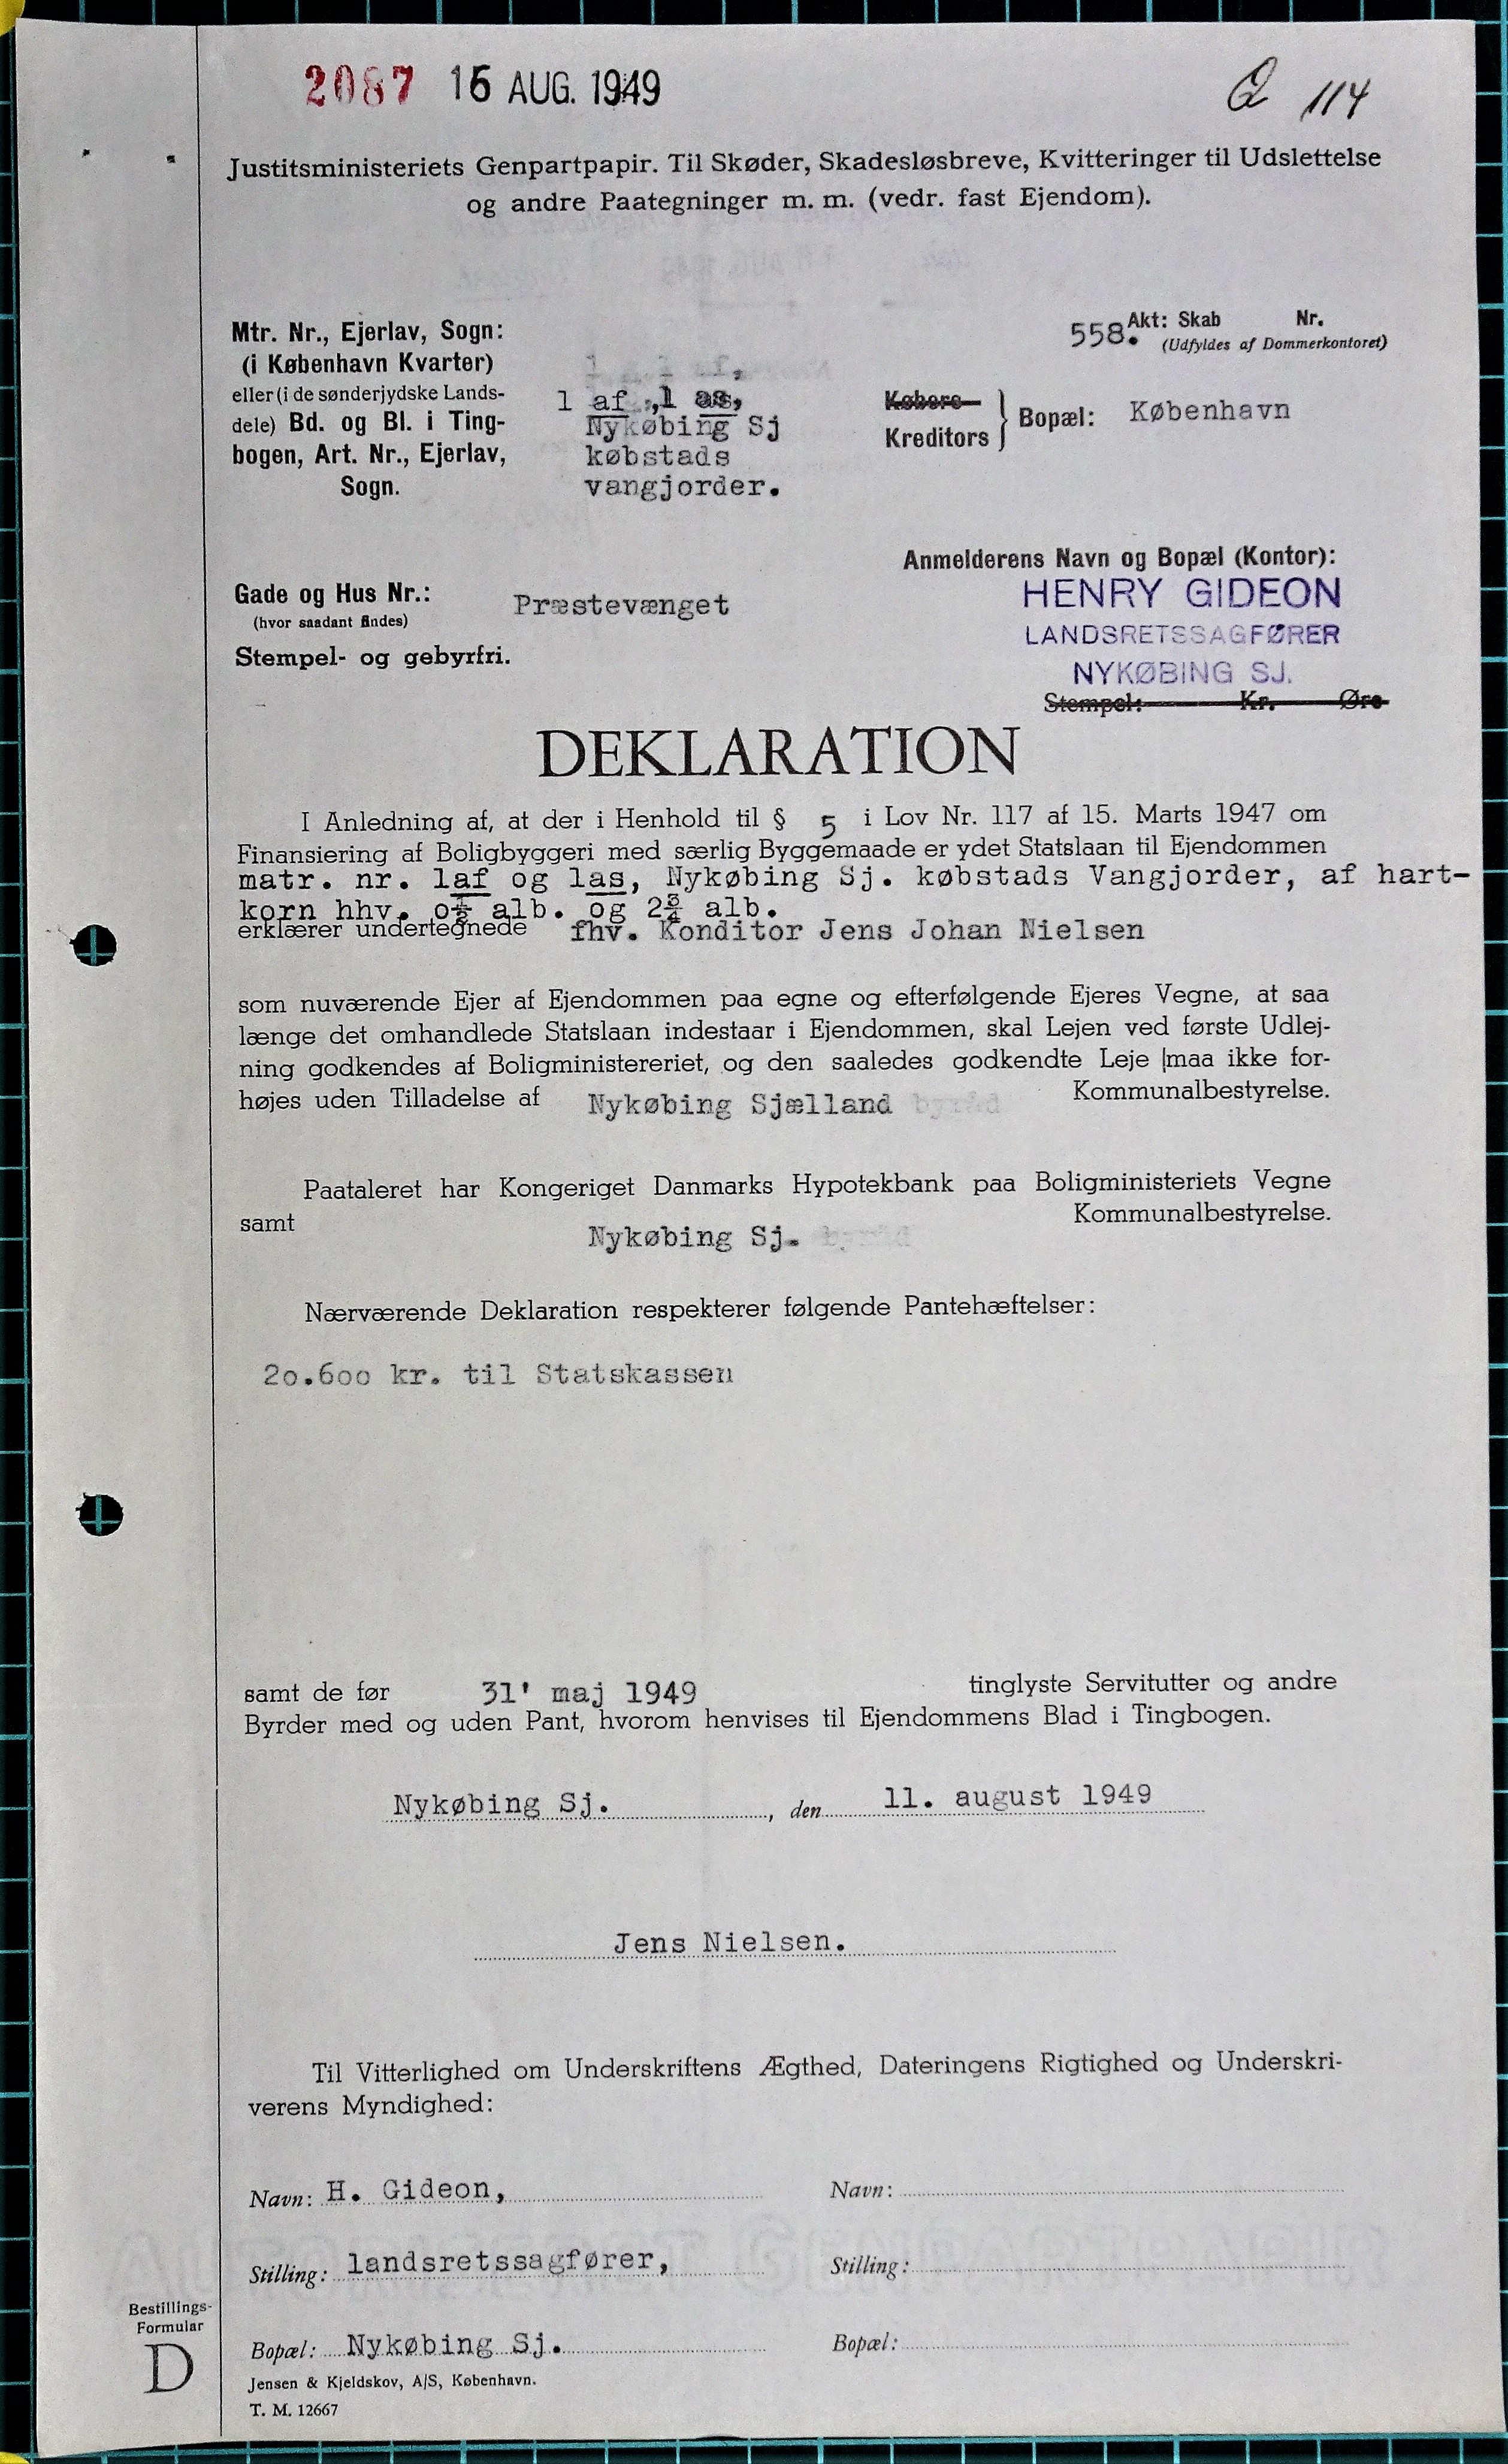 2087 16 AUG. 1949
Q 114
Justitsministeriets Genpartpapir. Til Skøder, Skadesløsbreve, Kvitteringer til Udslettelse
og andre Paategninger m. m. (vedr. fast Ejendom).
Mtr. Nr., Ejerlav, Sogn:
(i København Kvarter)
eller (i de sønderjydske Lands-
dele) Bd. og Bl. i Ting-
bogen, Art. Nr., Ejerlav,
Sogn.
1 af, 1 as,
Nykøbing Sj
købstads
vangjorder.
558. Akt: Skab Nr.
(Udfyldes af Dommerkontoret)
Købers
Kreditors
Bopæl: København
Gade og Hus Nr.: Præstevænget
(hvor saadant findes)
Stempel- og gebyrfri.
Anmelderens Navn og Bopæl (Kontor):
HENRY GIDEON
LANDSRETSSAGFØRER
NYKØBING SJ.
Stempel: Kr. Øre
DEKLARATION
I Anledning af, at der i Henhold til § 5 i Lov Nr. 117 af 15. Marts 1947 om
Finansiering af Boligbyggeri med særlig Byggemaade er ydet Statslaan til Ejendommen
matr. nr. 1af og 1as, Nykøbing Sj. købstads Vangjorder, af hart-
korn hhv. o½ alb. og 2¾ alb.
erklærer undertegnede fhv. Konditor Jens Johan Nielsen
som nuværende Ejer af Ejendommen paa egne og efterfølgende Ejeres Vegne, at saa
længe det omhandlede Statslaan indestaar i Ejendommen, skal Lejen ved første Udlej-
ning godkendes af Boligministereriet, og den saaledes godkendte Leje maa ikke for-
højes uden Tilladelse af Nykøbing Sjælland byråd Kommunalbestyrelse.
Paataleret har Kongeriget Danmarks Hypotekbank paa Boligministeriets Vegne
samt Nykøbing Sj. byråd Kommunalbestyrelse.
Nærværende Deklaration respekterer følgende Pantehæftelser:
2o.6oo kr. til Statskassen
samt de før 31' maj 1949 tinglyste Servitutter og andre
Byrder med og uden Pant, hvorom henvises til Ejendommens Blad i Tingbogen.
Nykøbing Sj. , den 11. august 1949
Jens Nielsen.
Til Vitterlighed om Underskriftens Ægthed, Dateringens Rigtighed og Underskri-
verens Myndighed:
Navn: H. Gideon,
Navn:
Stilling: landsretssagfører,
Stilling:
Bopæl: Nykøbing Sj.
Bopæl:
Bestillings-
Formular
D
Jensen & Kjeldskov, A/S, København.
T. M. 12667